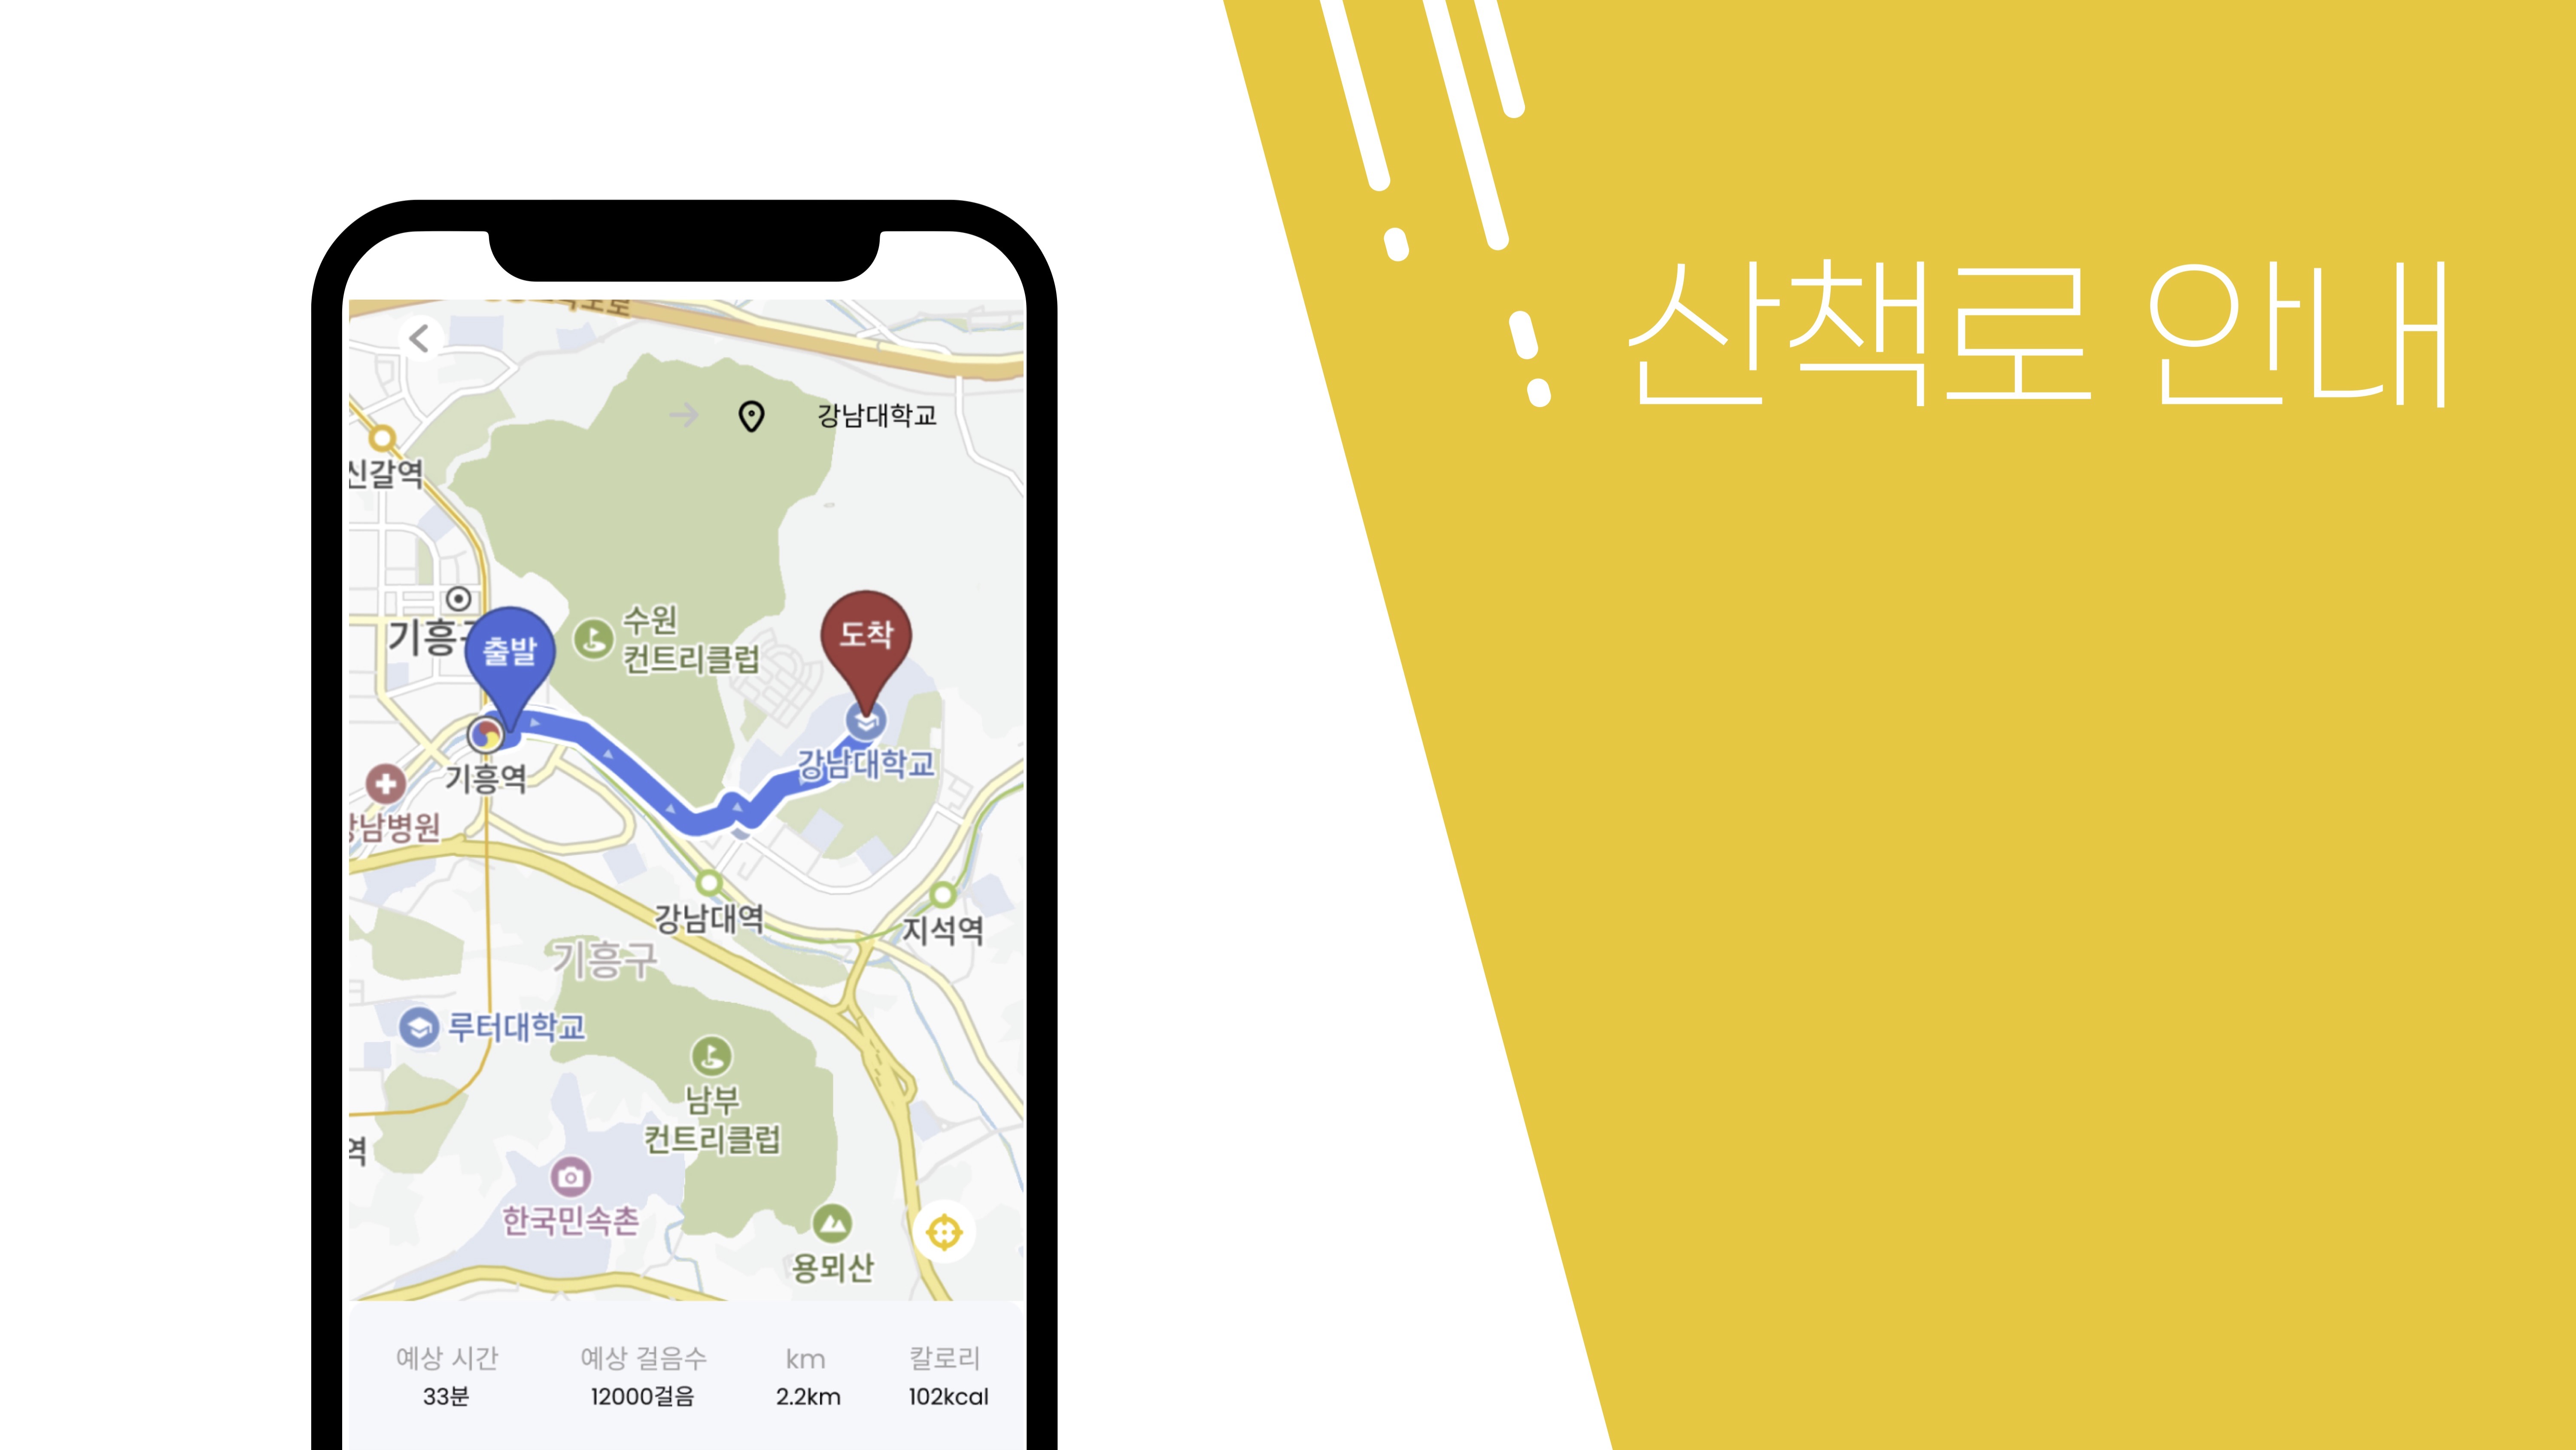 산책로 안내
강남대학교
신갈역
수원
컨트리클럽
도착
출발
강남대학교
기흥역
강남병원
강남대역
지석역
기흥구
루터대학교
남부
컨트리클럽
역
한국민속촌
용뫼산
예상 시간 예상 걸음수 km 칼로리
33분 12000걸음 2.2km 102kcal